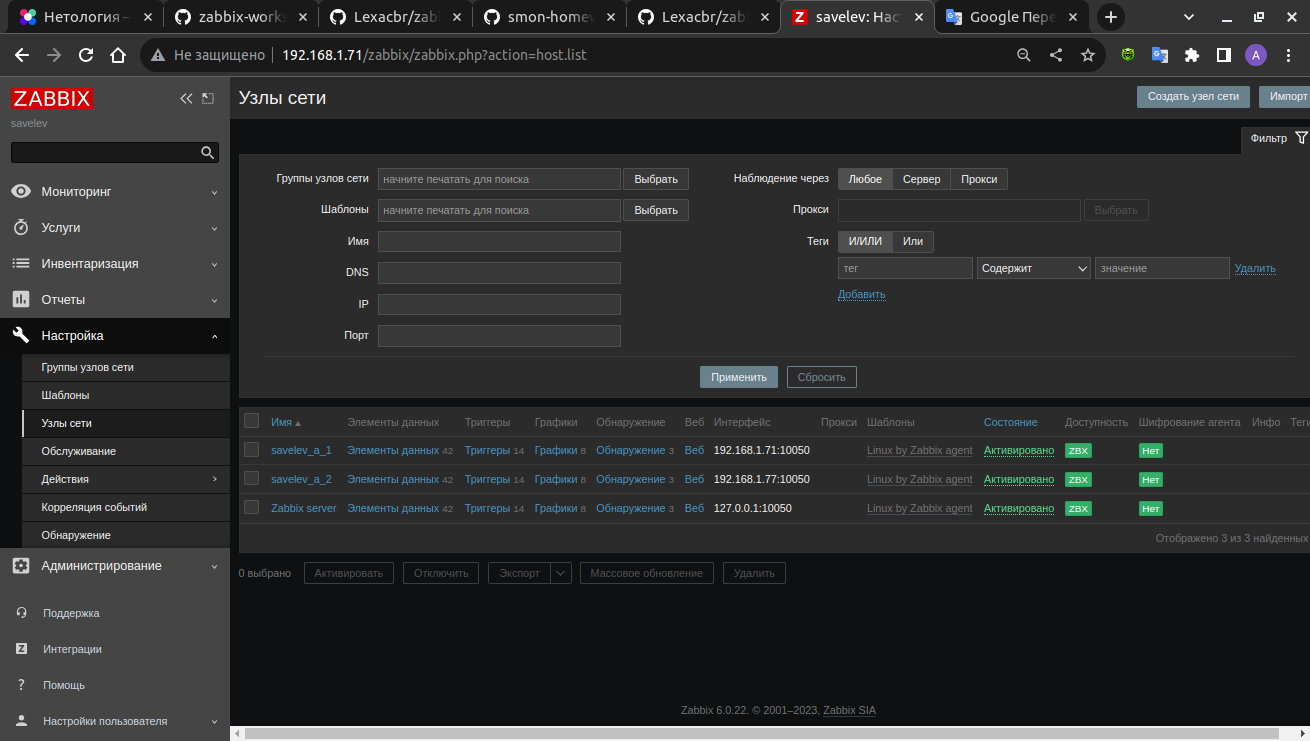 Нетология –
zabbix-works
Lexacbr/zabl
smon-homew
Lexacbr/zabl
Z savelev: Нас
Google Пере
Не защищено 192.168.1.71/zabbix/zabbix.php?action=host.list
A
ZABBIX
savelev
Мониторинг
Услуги
Инвентаризация
Отчеты
Настройка
Группы узлов сети
Шаблоны
Узлы сети
Обслуживание
Действия
Корреляция событий
Обнаружение
Администрирование
Поддержка
Z Интеграции
? Помощь
Настройки пользователя
Узлы сети
Создать узел сети Импорт
Фильтр
Группы узлов сети начните печатать для поиска Выбрать
Шаблоны начните печатать для поиска Выбрать
Имя
DNS
IP
Порт
Наблюдение через Любое Сервер Прокси
Прокси Выбрать
Теги И/ИЛИ Или
тег Содержит значение Удалить
Добавить
Применить Сбросить
Имя Элементы данных Триггеры Графики Обнаружение Веб Интерфейс Прокси Шаблоны Состояние Доступность Шифрование агента Инфо Теги
savelev_a_1 Элементы данных 42 Триггеры 14 Графики 8 Обнаружение 3 Веб 192.168.1.71:10050 Linux by Zabbix agent Активировано ZBX Нет
savelev_a_2 Элементы данных 42 Триггеры 14 Графики 8 Обнаружение 3 Веб 192.168.1.77:10050 Linux by Zabbix agent Активировано ZBX Нет
Zabbix server Элементы данных 42 Триггеры 14 Графики 8 Обнаружение 3 Веб 127.0.0.1:10050 Linux by Zabbix agent Активировано ZBX Нет
Отображено 3 из 3 найденных
0 выбрано Активировать Отключить Экспорт Массовое обновление Удалить
Zabbix 6.0.22. © 2001–2023, Zabbix SIA